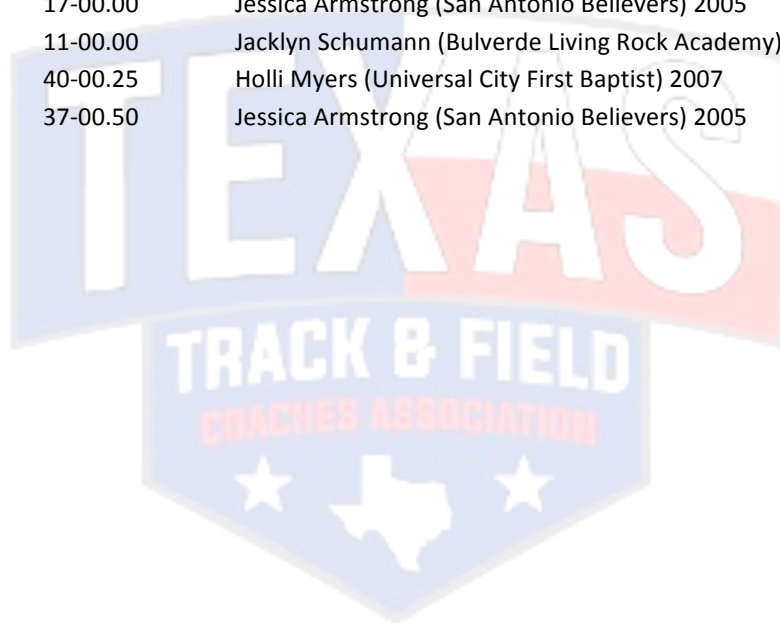 17-00.00 Jessica Armstrong (San Antonio Believers) 2005
11-00.00 Jacklyn Schumann (Bulverde Living Rock Academy)
40-00.25 Holli Myers (Universal City First Baptist) 2007
37-00.50 Jessica Armstrong (San Antonio Believers) 2005
TEXAS
TRACK & FIELD
COACHES ASSOCIATION